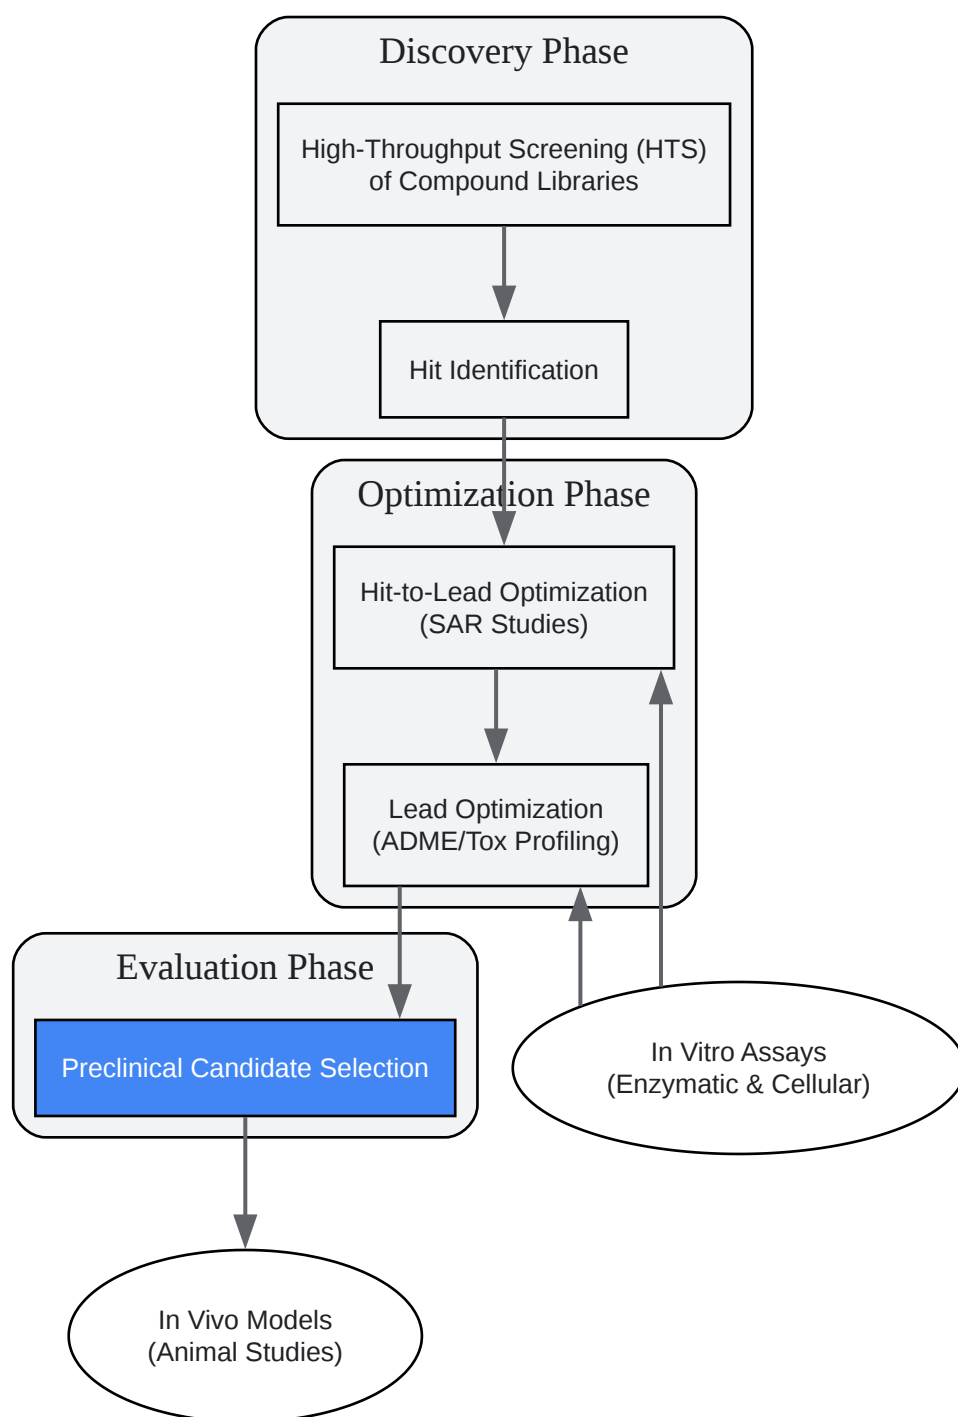 Discovery Phase
High-Throughput Screening (HTS)
of Compound Libraries
Hit Identification
Optimization Phase
Hit-to-Lead Optimization
(SAR Studies)
Lead Optimization
(ADME/Tox Profiling)
Evaluation Phase
Preclinical Candidate Selection
In Vitro Assays
(Enzymatic & Cellular)
In Vivo Models
(Animal Studies)